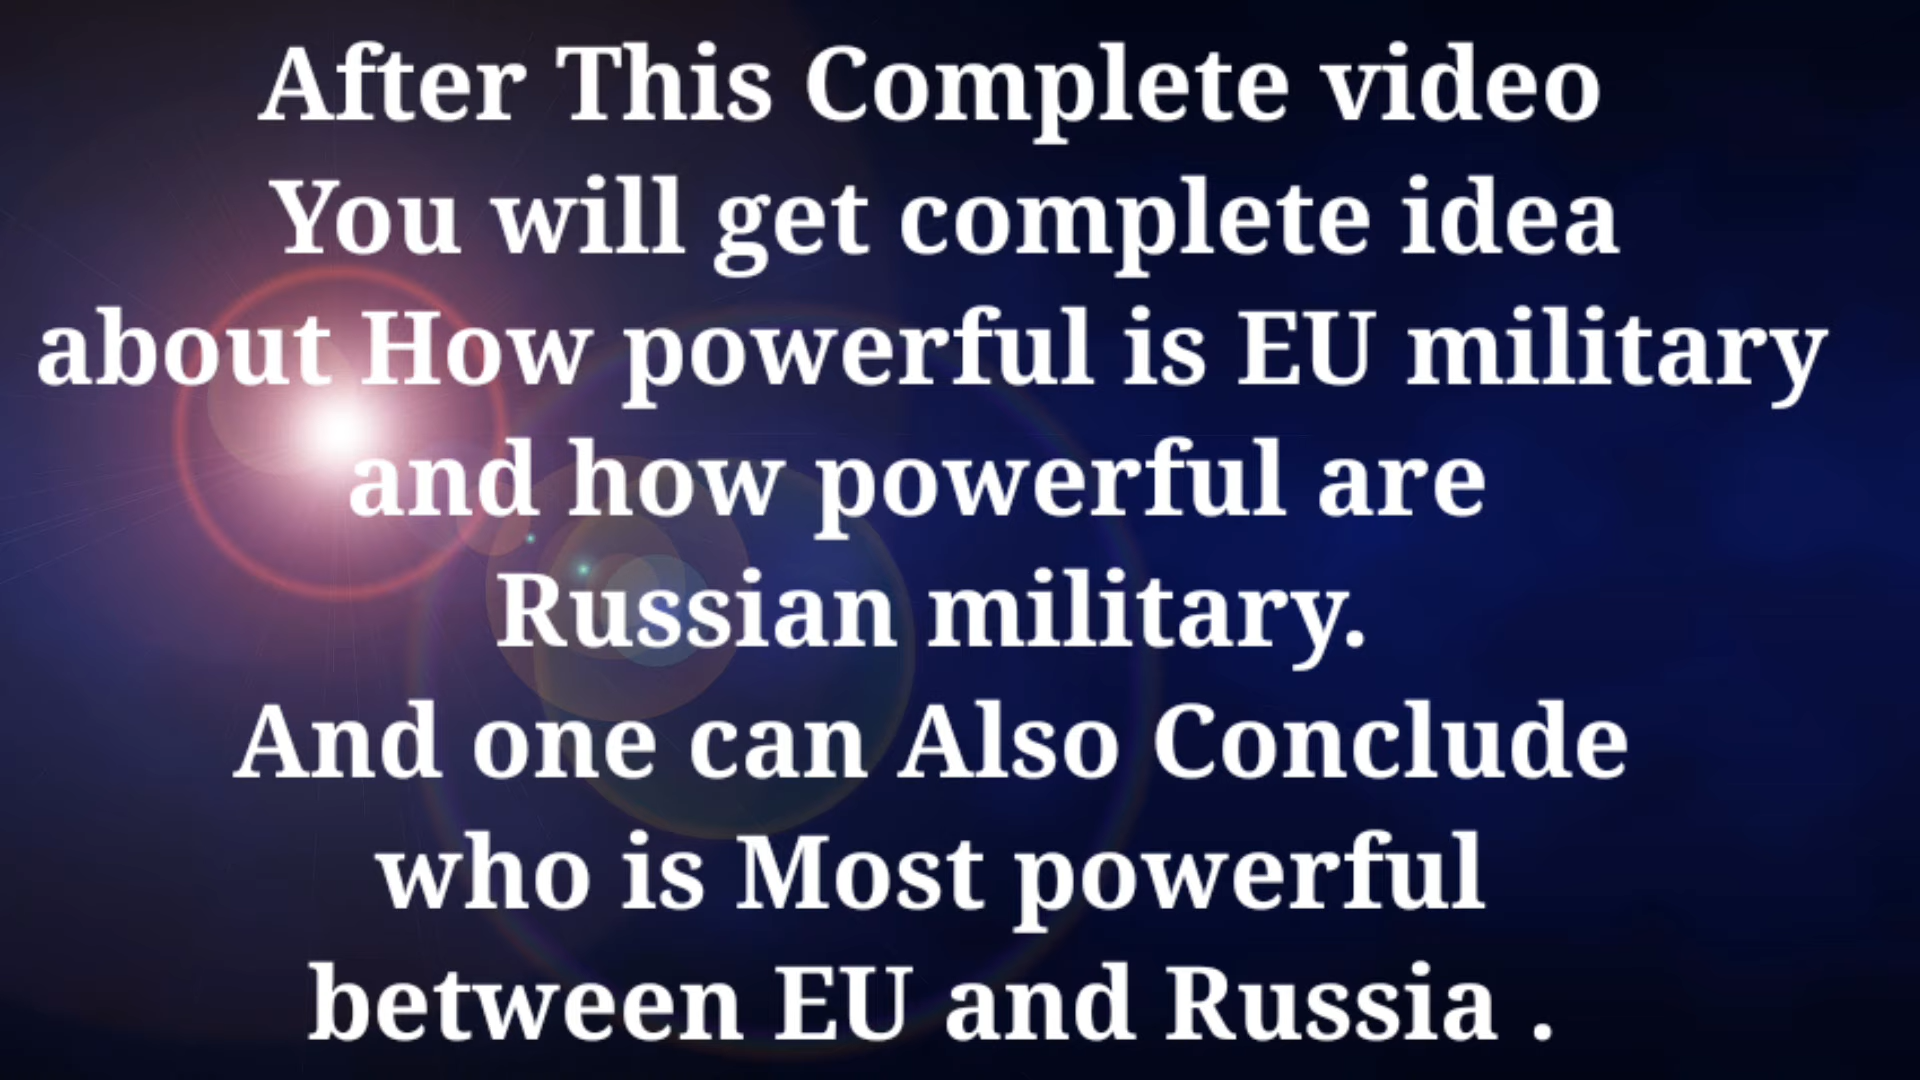 After This Complete video
You will get complete idea
about How powerful is EU military
and how powerful are
Russian military.
And one can Also Conclude
who is Most powerful
between EU and Russia .